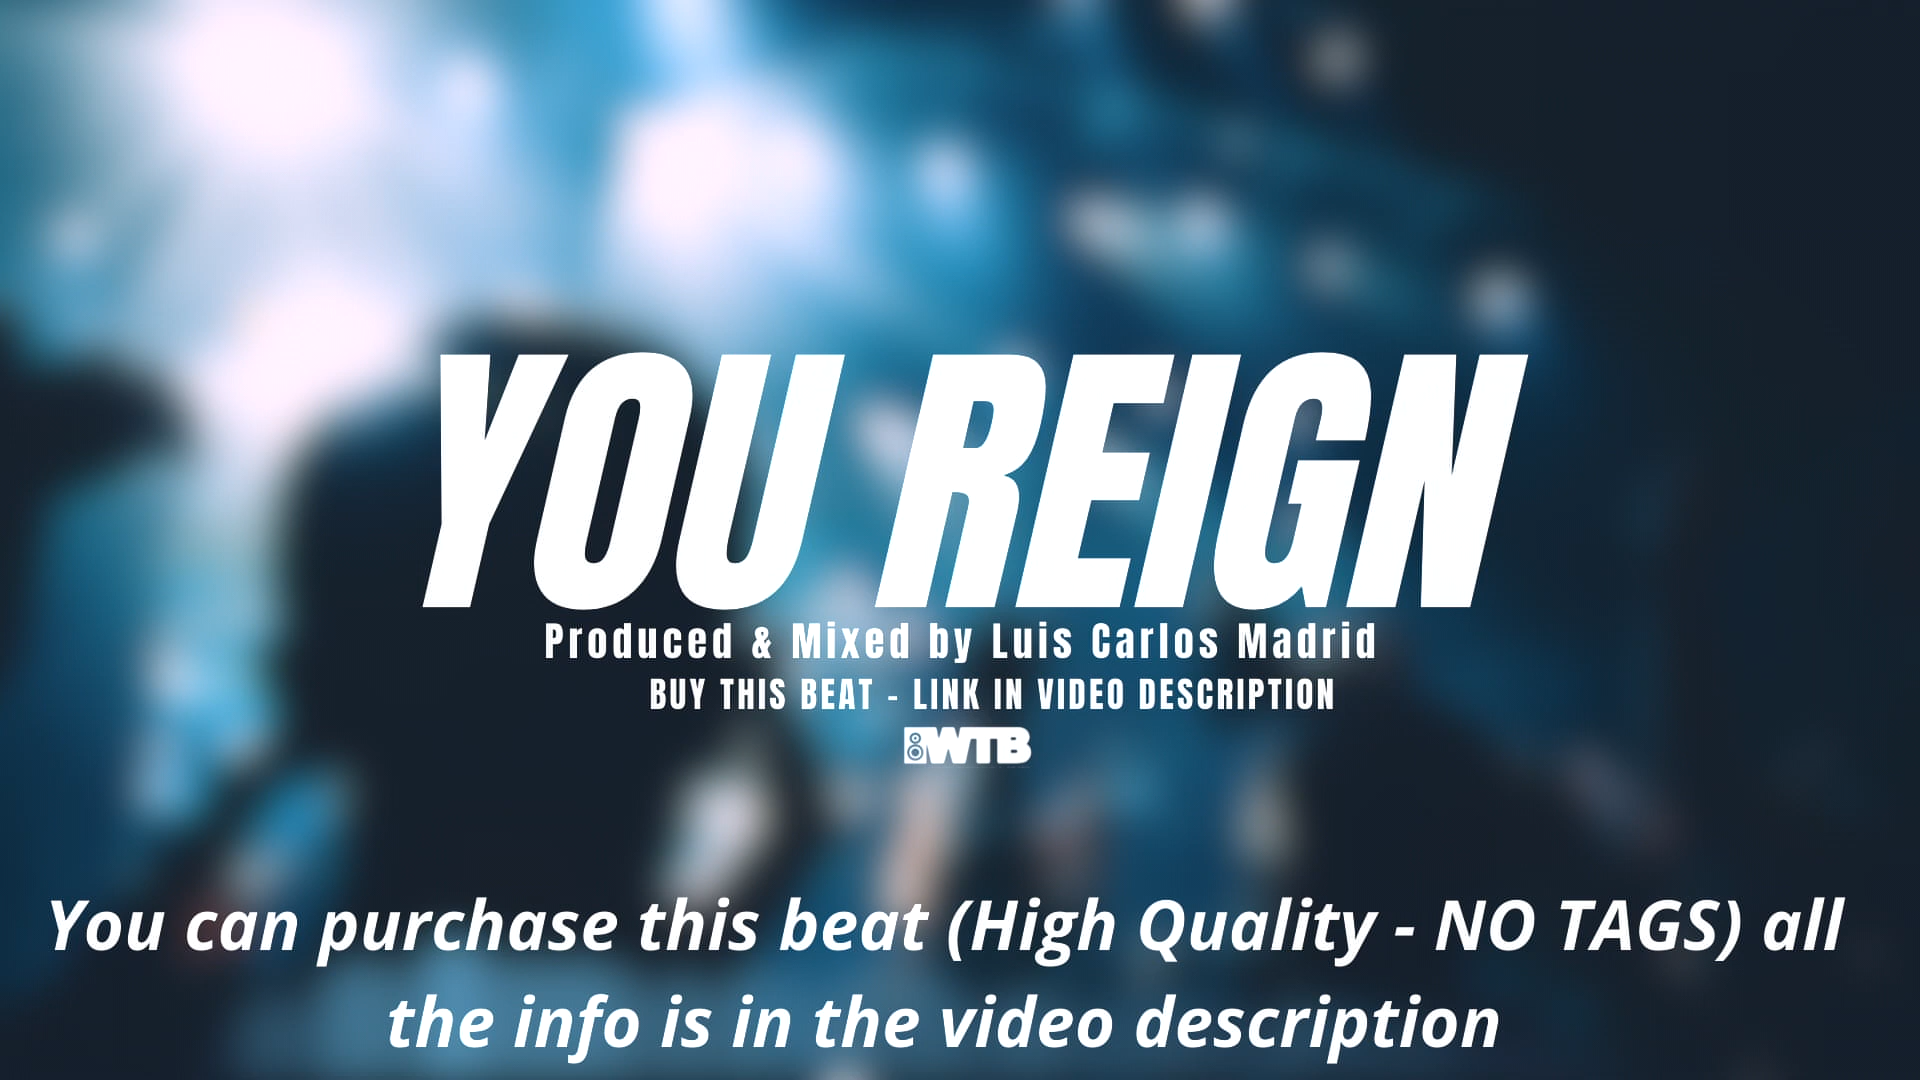 YOU REIGN
Produced & Mixed by Luis Carlos Madrid
BUY THIS BEAT - LINK IN VIDEO DESCRIPTION
WTB
You can purchase this beat (High Quality - NO TAGS) all
the info is in the video description